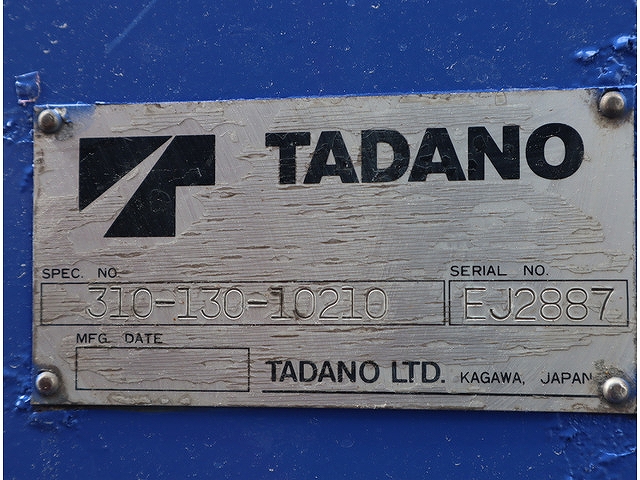 TADANO
SPEC. NO
SERIAL NO.
310-130-10210
EJ2887
MFG. DATE
TADANO LTD. KAGAWA, JAPAN